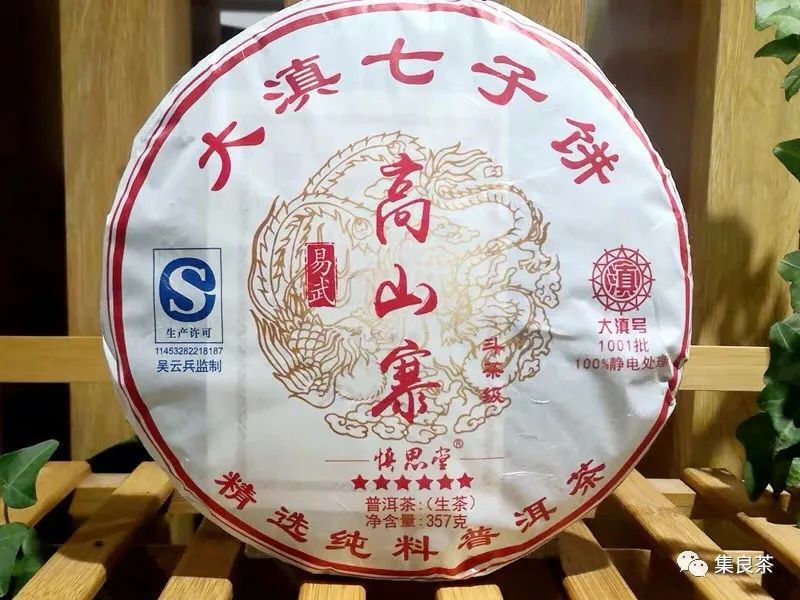 大滇七子饼
高山寨
易武
斗茶级
生产许可
11453282218187
吴云兵监制
滇
大滇号
1001批
100%静电处理
慎思堂®
★★★★★★
普洱茶:(生茶)
净含量:357克
精选纯料普洱茶
集良茶